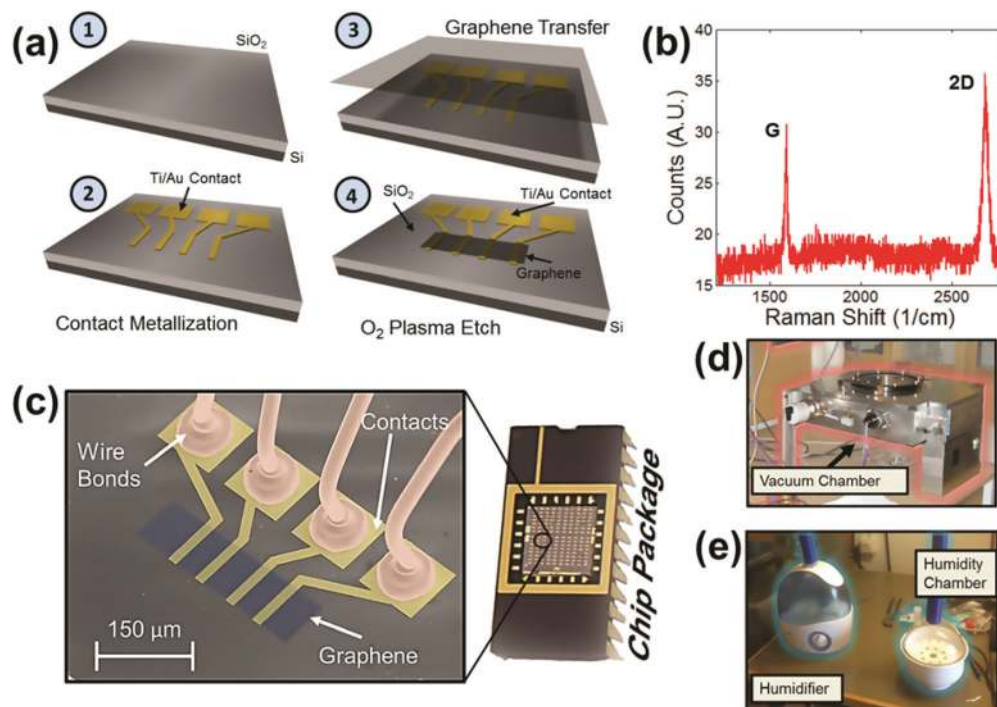 (a)
1
SiO₂
Si
2
Ti/Au Contact
Contact Metallization
3
Graphene Transfer
4
SiO₂
Ti/Au Contact
Graphene
Si
O₂ Plasma Etch
(b)
Counts (A.U.)
40
35
30
25
20
15
G
2D
1500
2000
2500
Raman Shift (1/cm)
(c)
Wire
Bonds
Contacts
150 µm
Graphene
Chip Package
(d)
Vacuum Chamber
(e)
Humidity
Chamber
Humidifier